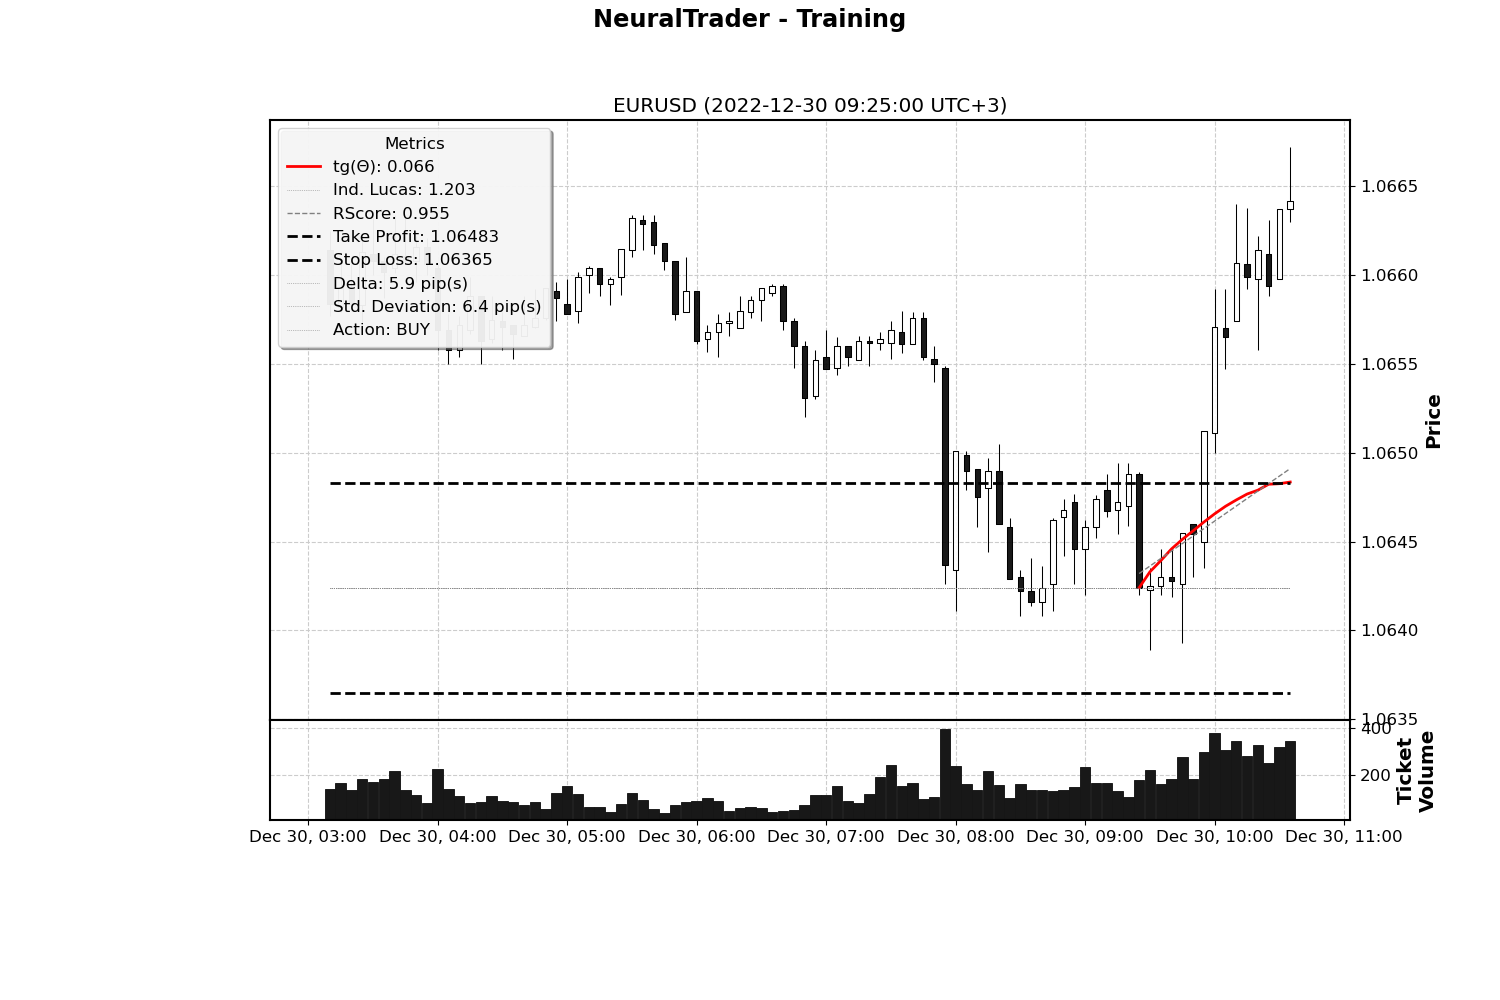 NeuralTrader - Training
EURUSD (2022-12-30 09:25:00 UTC+3)
Metrics
tg(Θ): 0.066
Ind. Lucas: 1.203
RScore: 0.955
Take Profit: 1.06483
Stop Loss: 1.06365
Delta: 5.9 pip(s)
Std. Deviation: 6.4 pip(s)
Action: BUY
1.0665
1.0660
1.0655
1.0650
1.0645
1.0640
1.0635
Price
400
200
Ticket
Volume
Dec 30, 03:00 Dec 30, 04:00 Dec 30, 05:00 Dec 30, 06:00 Dec 30, 07:00 Dec 30, 08:00 Dec 30, 09:00 Dec 30, 10:00 Dec 30, 11:00